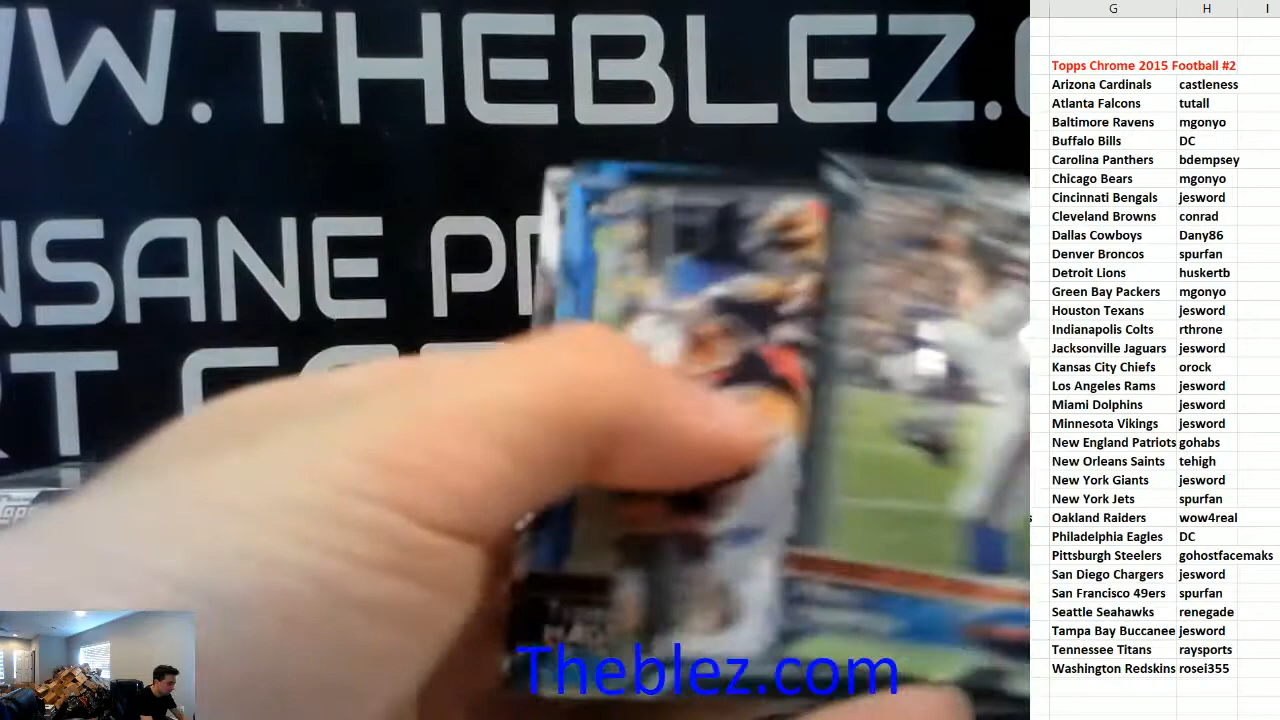 W.THEBLEZ.
NSANE PR
RT
G H I
Topps Chrome 2015 Football #2
Arizona Cardinals castleness
Atlanta Falcons tutall
Baltimore Ravens mgonyo
Buffalo Bills DC
Carolina Panthers bdempsey
Chicago Bears mgonyo
Cincinnati Bengals jesword
Cleveland Browns conrad
Dallas Cowboys Dany86
Denver Broncos spurfan
Detroit Lions huskertb
Green Bay Packers mgonyo
Houston Texans jesword
Indianapolis Colts rthrone
Jacksonville Jaguars jesword
Kansas City Chiefs orock
Los Angeles Rams jesword
Miami Dolphins jesword
Minnesota Vikings jesword
New England Patriots gohabs
New Orleans Saints tehigh
New York Giants jesword
New York Jets spurfan
Oakland Raiders wow4real
Philadelphia Eagles DC
Pittsburgh Steelers gohostfacemaks
San Diego Chargers jesword
San Francisco 49ers spurfan
Seattle Seahawks renegade
Tampa Bay Buccanee jesword
Tennessee Titans raysports
Washington Redskins rosei355
Theblez.com